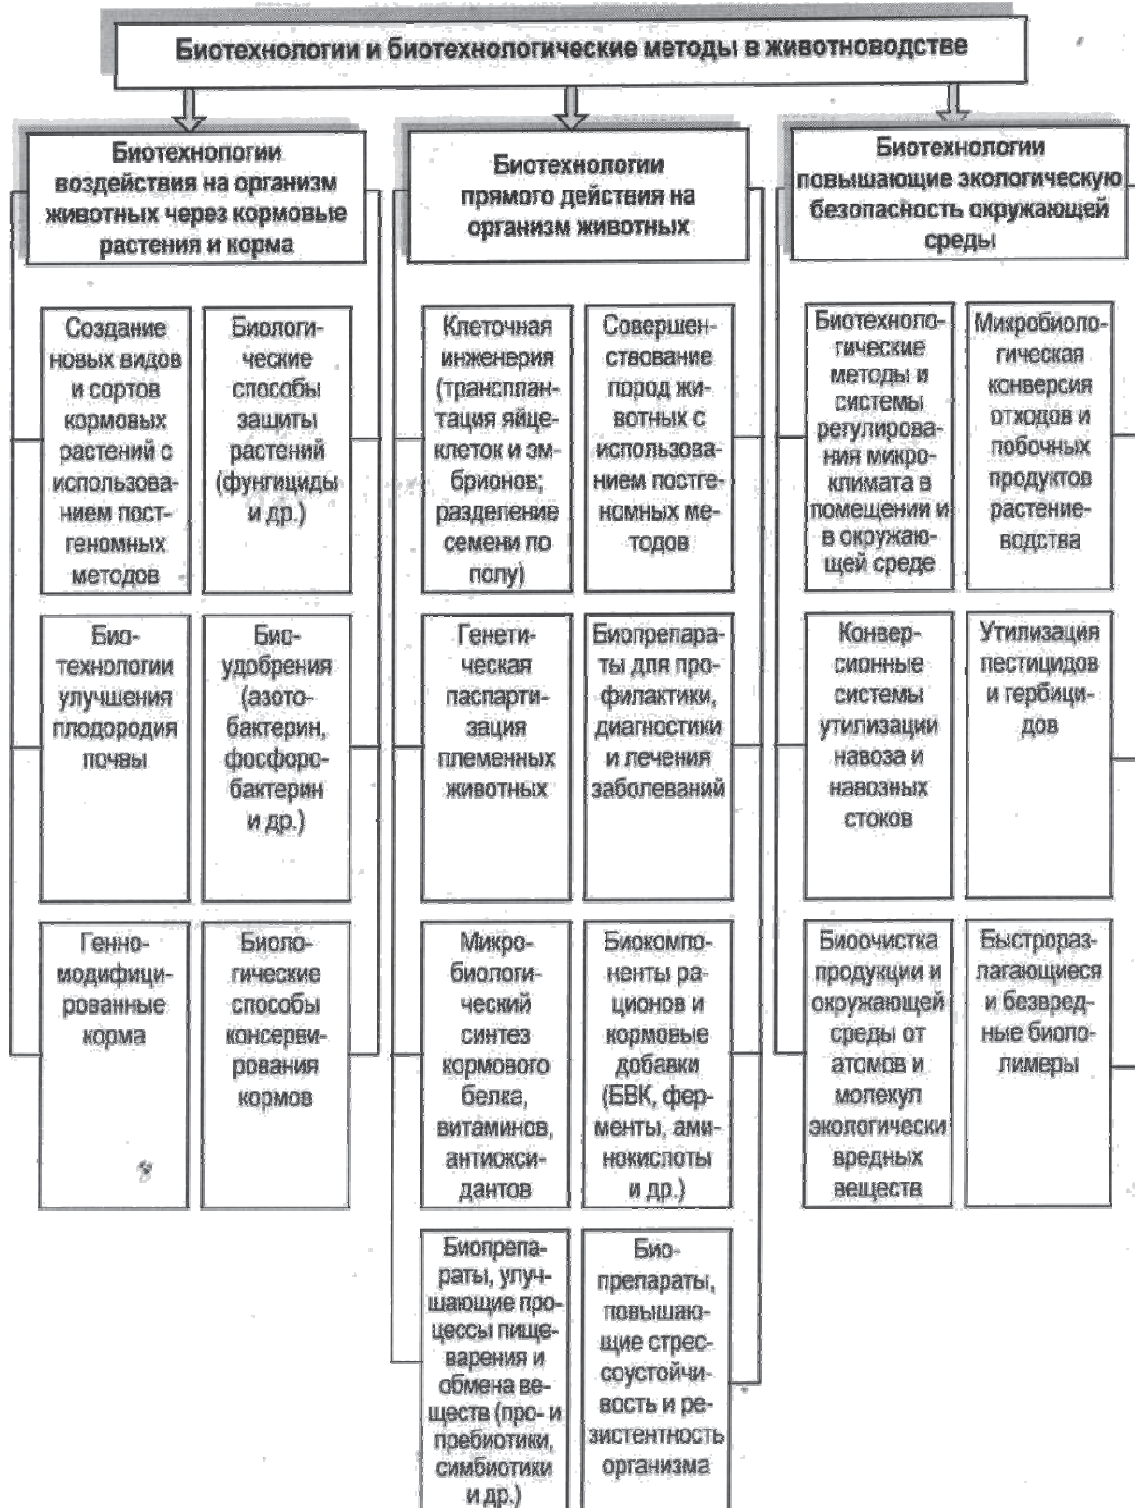 Биотехнологии и биотехнологические методы в животноводстве
Биотехнологии
воздействия на организм
животных через кормовые
растения и корма
Биотехнологии
прямого действия на
организм животных
Биотехнологии
повышающие экологическую
безопасность окружающей
среды
Создание
новых видов
и сортов
кормовых
растений с
использова-
нием пост-
геномных
методов
Биологи-
ческие
способы
защиты
растений
(фунгициды
и др.)
Клеточная
инженерия
(трансплан-
тация яйце-
клеток и эм-
брионов;
разделение
семени по
полу)
Совершен-
ствование
пород жи-
вотных с
использова-
нием постге-
номных ме-
тодов
Биотехноло-
гические
методы и
системы
регулирова-
ния микро-
климата в
помещении и
в окружаю-
щей среде
Микробиоло-
гическая
конверсия
отходов и
побочных
продуктов
растение-
водства
Био-
технологии
улучшения
плодородия
почвы
Био-
удобрения
(азото-
бактерин,
фосфоро-
бактерин
и др.)
Генети-
ческая
паспарти-
зация
племенных
животных
Биопрепара-
ты для про-
филактики,
диагностики
и лечения
заболеваний
Конвер-
сионные
системы
утилизации
навоза и
навозных
стоков
Утилизация
пестицидов
и гербици-
дов
Генно-
модифици-
рованные
корма
Биоло-
гические
способы
консерви-
рования
кормов
Микро-
биологи-
ческий
синтез
кормового
белка,
витаминов,
антиокси-
дантов
Биокомпо-
ненты ра-
ционов и
кормовые
добавки
(БВК, фер-
менты, ами-
нокислоты
и др.)
Биоочистка
продукции и
окружающей
среды от
атомов и
молекул
экологически
вредных
веществ
Быстрораз-
лагающиеся
и безвред-
ные биопо-
лимеры
Биопрепа-
раты, улуч-
шающие про-
цессы пище-
варения и
обмена ве-
ществ (про- и
пребиотики,
симбиотики
и др.)
Био-
препараты,
повышаю-
щие стрес-
соустойчи-
вость и ре-
зистентность
организма